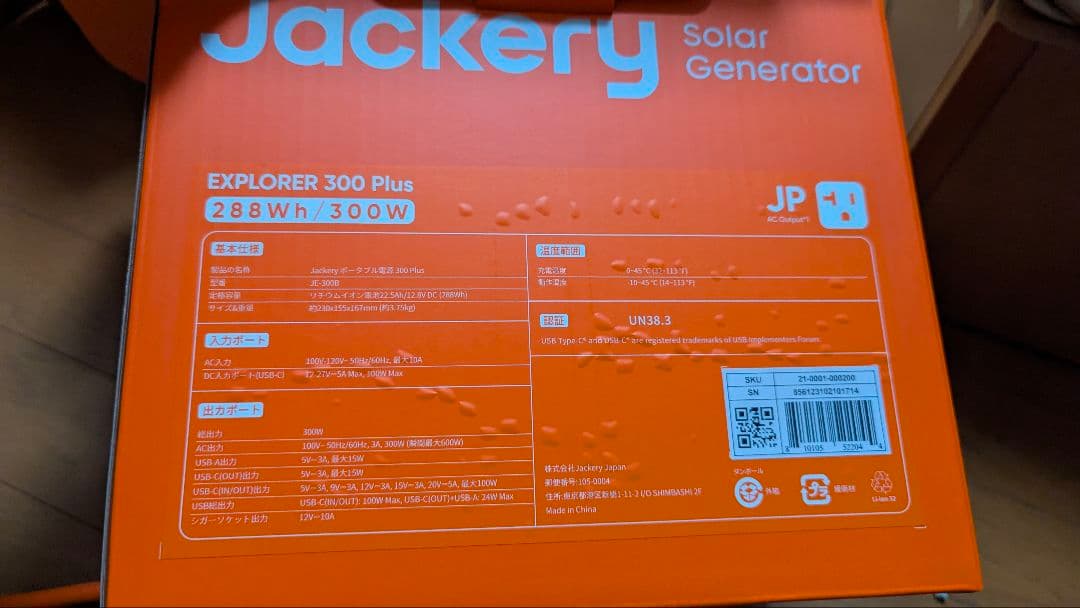 Jackery
Solar
Generator
EXPLORER 300 Plus
288Wh/300W
JP
AC Output*1
基本仕様
製品の名称 Jackery ポータブル電源 300 Plus
型番 JE-300B
定格容量 リチウムイオン電池22.5Ah/12.8V DC (288Wh)
サイズ&重量 約230x155x167mm (約3.75kg)
入力ポート
AC入力 100V-120V~ 50Hz/60Hz, 最大10A
DC入力ポート(USB-C) 12-27V⎓5A Max, 100W Max
出力ポート
総出力 300W
AC出力 100V~ 50Hz/60Hz, 3A, 300W (瞬間最大600W)
USB-A出力 5V⎓3A, 最大15W
USB-C(OUT)出力 5V⎓3A, 最大15W
USB-C(IN/OUT)出力 5V⎓3A, 9V⎓3A, 12V⎓3A, 15V⎓3A, 20V⎓5A, 最大100W
USB総出力 USB-C(IN/OUT): 100W Max, USB-C(OUT)+USB-A: 24W Max
シガーソケット出力 12V⎓10A
温度範囲
充電温度 0~45°C (32~113°F)
動作温度 -10~45°C (14~113°F)
認証 UN38.3
USB Type-C® and USB-C® are registered trademarks of USB Implementers Forum.
SKU 21-0001-000200
SN 656123102101714
6 10105 52204 4
株式会社Jackery Japan
郵便番号: 105-0004
住所:東京都港区新橋1-11-2 I/O SHIMBASHI 2F
Made in China
ダンボール
外箱
プラ
緩衝材
Li-ion 32